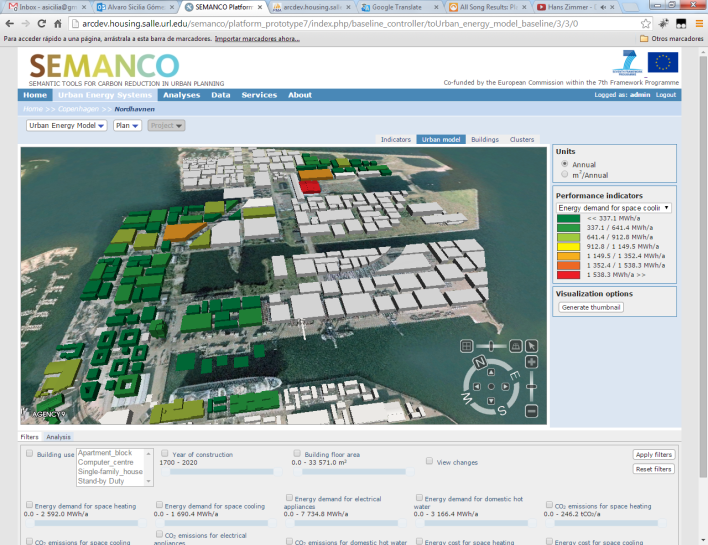 Inbox - asicilia@gm
Alvaro Sicilia Góme
SEMANCO Platform
arcdev.housing.salle
Google Translate
All Song Results: Pl
Hans Zimmer - D
arcdev.housing.salle.url.edu/semanco/platform_prototype7/index.php/baseline_controller/toUrban_energy_model_baseline/3/3/0
Para acceder rápido a una página, arrástrala a esta barra de marcadores. Importar marcadores ahora...
Otros marcadores
SEMANCO
SEMANTIC TOOLS FOR CARBON REDUCTION IN URBAN PLANNING
Co-funded by the European Commission within the 7th Framework Programme
Home Urban Energy Systems Analyses Data Services About
Logged as: admin Logout
Home >> Copenhagen >> Nordhavnen
Urban Energy Model Plan Project
Indicators Urban model Buildings Clusters
Units
Annual
m²/Annual
Performance indicators
Energy demand for space coolin
<< 337.1 MWh/a
337.1 / 641.4 MWh/a
641.4 / 912.8 MWh/a
912.8 / 1 149.5 MWh/a
1 149.5 / 1 352.4 MWh/a
1 352.4 / 1 538.3 MWh/a
1 538.3 MWh/a >>
Visualization options
Generate thumbnail
N
E
W
S
AGENCY9
Filters Analysis
Building use
Apartment_block
Computer_centre
Single-family_house
Stand-by Duty
Year of construction
1700 - 2020
Building floor area
0.0 - 33 571.0 m²
View changes
Apply filters
Reset filters
Energy demand for space heating
0.0 - 2 592.0 MWh/a
Energy demand for space cooling
0.0 - 1 690.4 MWh/a
Energy demand for electrical
appliances
0.0 - 7 734.8 MWh/a
Energy demand for domestic hot
water
0.0 - 3 166.4 MWh/a
CO₂ emissions for space heating
0.0 - 246.2 tCO₂/a
CO₂ emissions for space cooling
CO₂ emissions for electrical
appliances
CO₂ emissions for domestic hot water
Energy cost for space heating
Energy cost for space cooling